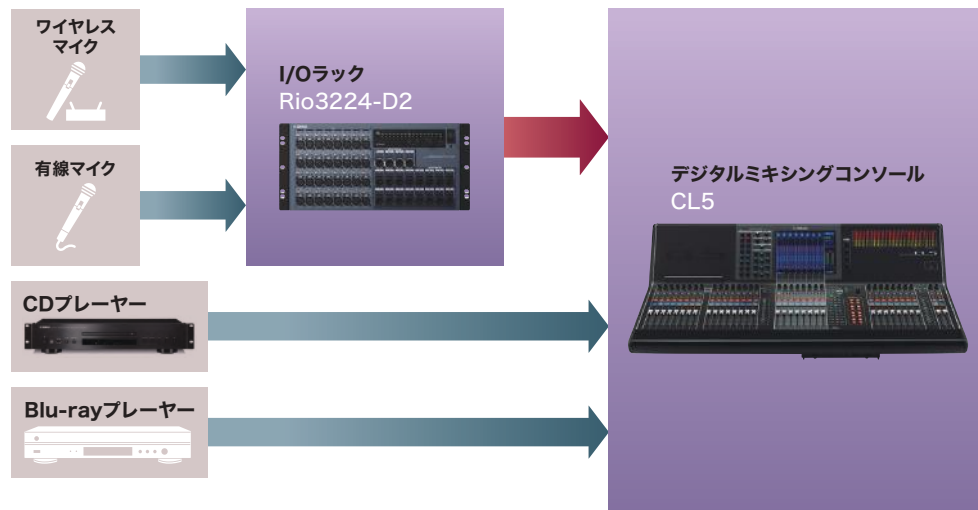 ワイヤレス
マイク
I/Oラック
Rio3224-D2
有線マイク
デジタルミキシングコンソール
CL5
CDプレーヤー
Blu-rayプレーヤー